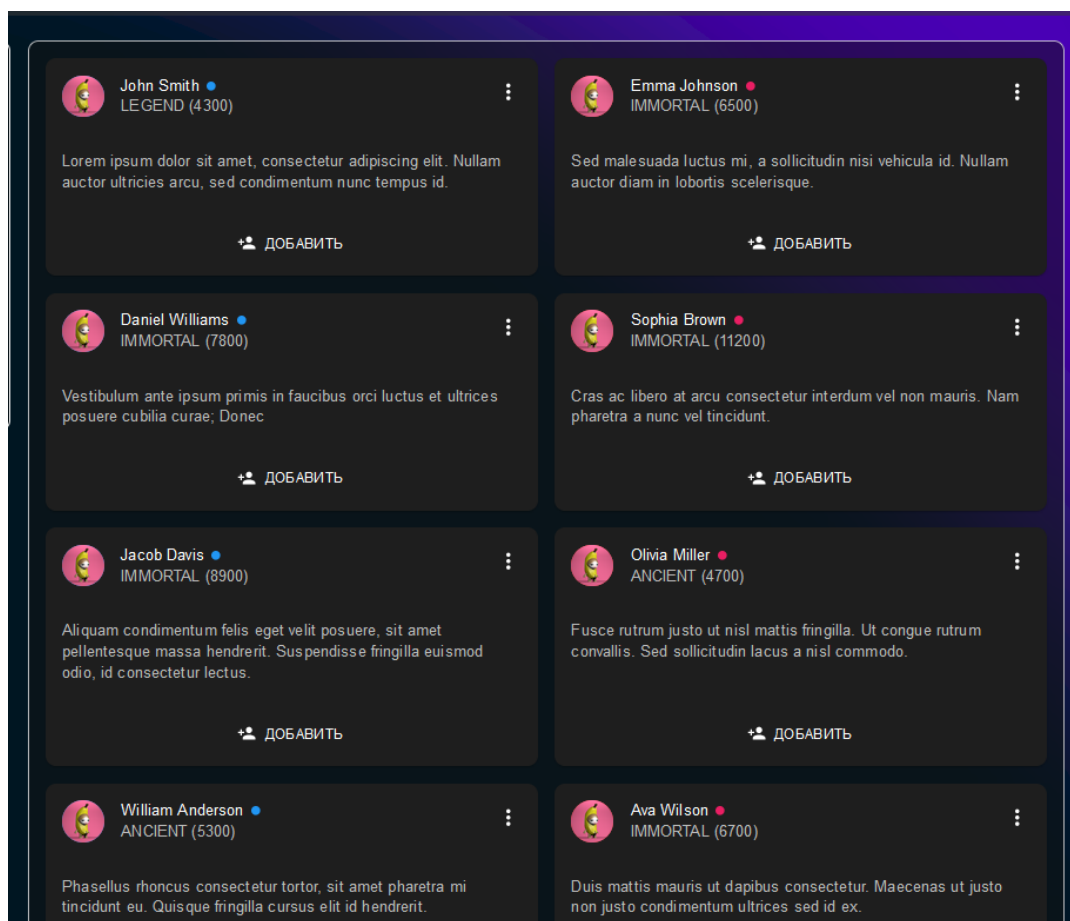 John Smith
LEGEND (4300)
Lorem ipsum dolor sit amet, consectetur adipiscing elit. Nullam
auctor ultricies arcu, sed condimentum nunc tempus id.
ДОБАВИТЬ
Emma Johnson
IMMORTAL (6500)
Sed malesuada luctus mi, a sollicitudin nisi vehicula id. Nullam
auctor diam in lobortis scelerisque.
ДОБАВИТЬ
Daniel Williams
IMMORTAL (7800)
Vestibulum ante ipsum primis in faucibus orci luctus et ultrices
posuere cubilia curae; Donec
ДОБАВИТЬ
Sophia Brown
IMMORTAL (11200)
Cras ac libero at arcu consectetur interdum vel non mauris. Nam
pharetra a nunc vel tincidunt.
ДОБАВИТЬ
Jacob Davis
IMMORTAL (8900)
Aliquam condimentum felis eget velit posuere, sit amet
pellentesque massa hendrerit. Suspendisse fringilla euismod
odio, id consectetur lectus.
ДОБАВИТЬ
Olivia Miller
ANCIENT (4700)
Fusce rutrum justo ut nisl mattis fringilla. Ut congue rutrum
convallis. Sed sollicitudin lacus a nisl commodo.
ДОБАВИТЬ
William Anderson
ANCIENT (5300)
Phasellus rhoncus consectetur tortor, sit amet pharetra mi
tincidunt eu. Quisque fringilla cursus elit id hendrerit.
Ava Wilson
IMMORTAL (6700)
Duis mattis mauris ut dapibus consectetur. Maecenas ut justo
non justo condimentum ultrices sed id ex.